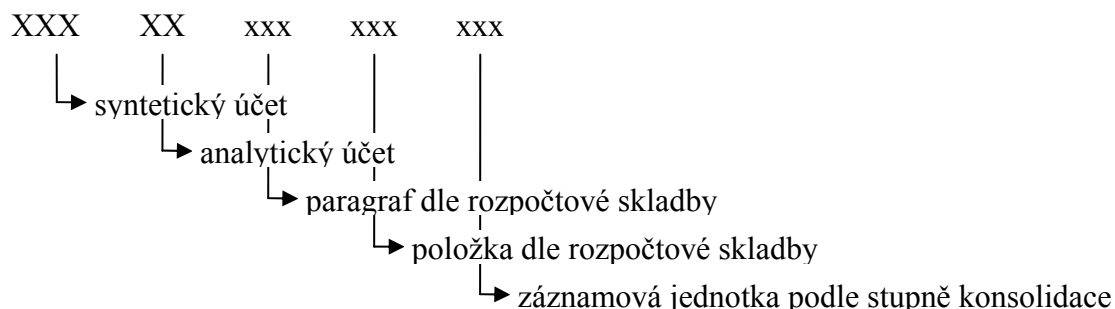 XXX XX xxx xxx xxx
syntetický účet
analytický účet
paragraf dle rozpočtové skladby
položka dle rozpočtové skladby
záznamová jednotka podle stupně konsolidace